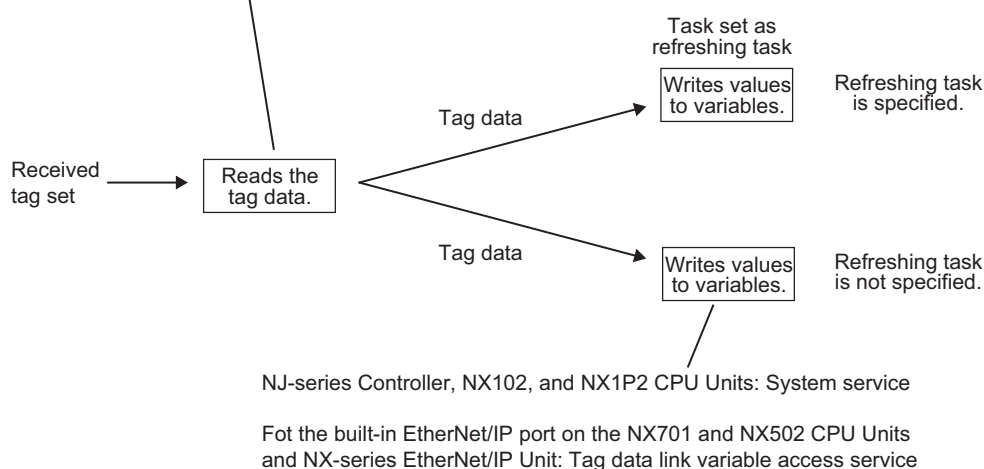 Task set as
refreshing task
Writes values
to variables.
Refreshing task
is specified.
Tag data
Received
tag set
Reads the
tag data.
Tag data
Writes values
to variables.
Refreshing task
is not specified.
NJ-series Controller, NX102, and NX1P2 CPU Units: System service
Fot the built-in EtherNet/IP port on the NX701 and NX502 CPU Units
and NX-series EtherNet/IP Unit: Tag data link variable access service